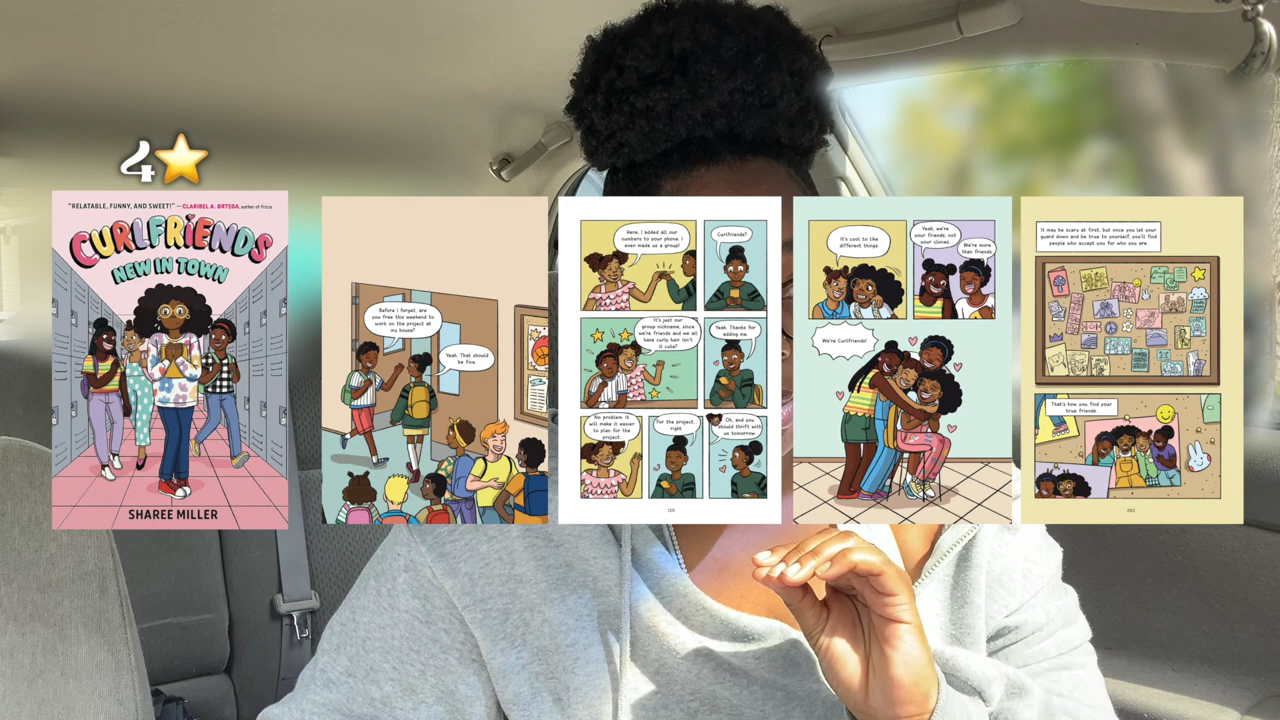 4
"RELATABLE, FUNNY, AND SWEET!" — CLARIBEL A. ORTEGA, author of Frizzy
CURLFRIENDS
NEW IN TOWN
SHAREE MILLER
Before I forget, are
you free this weekend to
work on the project at
my house?
Yeah. That should
be fine.
Here, I added all our
numbers to your phone. I
even made us a group!
Curlfriends?
It's just our
group nickname, since
we're friends and we all
have curly hair. Isn't
it cute?
Yeah. Thanks for
adding me.
No problem. It
will make it easier
to plan for the
project.
For the project...
right.
Oh, and you
should thrift with
us tomorrow.
129
It's cool to like
different things.
Yeah, we're
your friends, not
your clones.
We're more
than friends.
We're Curlfriends!
It may be scary at first, but once you let your
guard down and be true to yourself, you'll find
people who accept you for who you are.
That's how you find your
true friends.